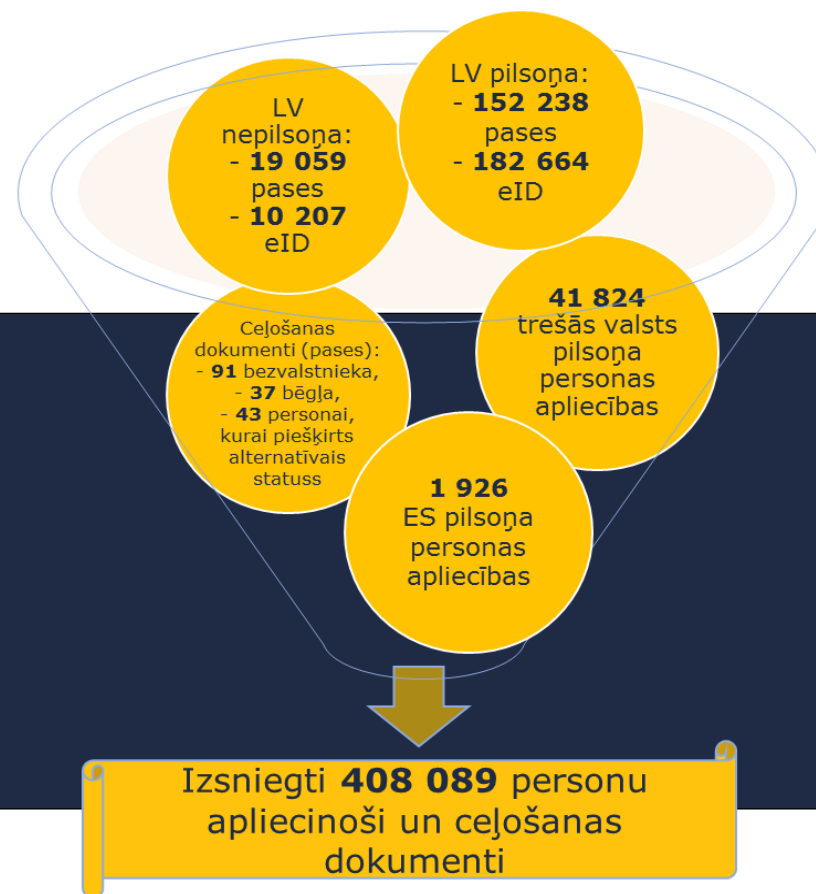 LV
nepilsoņa:
- 19 059
pases
- 10 207
eID
LV pilsoņa:
- 152 238
pases
- 182 664
eID
Ceļošanas
dokumenti (pases):
- 91 bezvalstnieka,
- 37 bēgļa,
- 43 personai,
kurai piešķirts
alternatīvais
statuss
41 824
trešās valsts
pilsoņa
personas
apliecības
1 926
ES pilsoņa
personas
apliecības
Izsniegti 408 089 personu
apliecinoši un ceļošanas
dokumenti